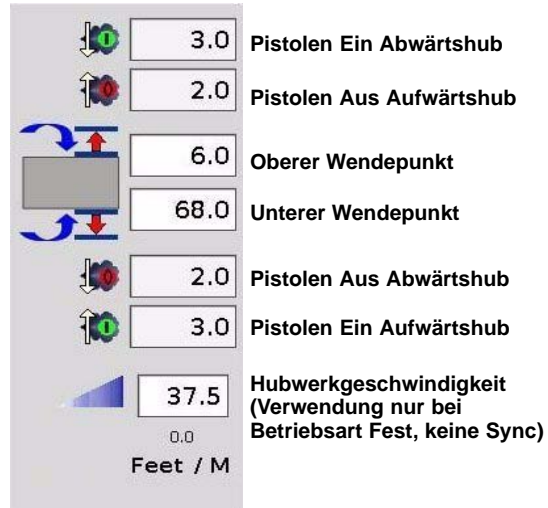 3.0 Pistolen Ein Abwärtshub
2.0 Pistolen Aus Aufwärtshub
6.0 Oberer Wendepunkt
68.0 Unterer Wendepunkt
2.0 Pistolen Aus Abwärtshub
3.0 Pistolen Ein Aufwärtshub
37.5 Hubwerkgeschwindigkeit
(Verwendung nur bei
0.0 Betriebsart Fest, keine Sync)
Feet / M